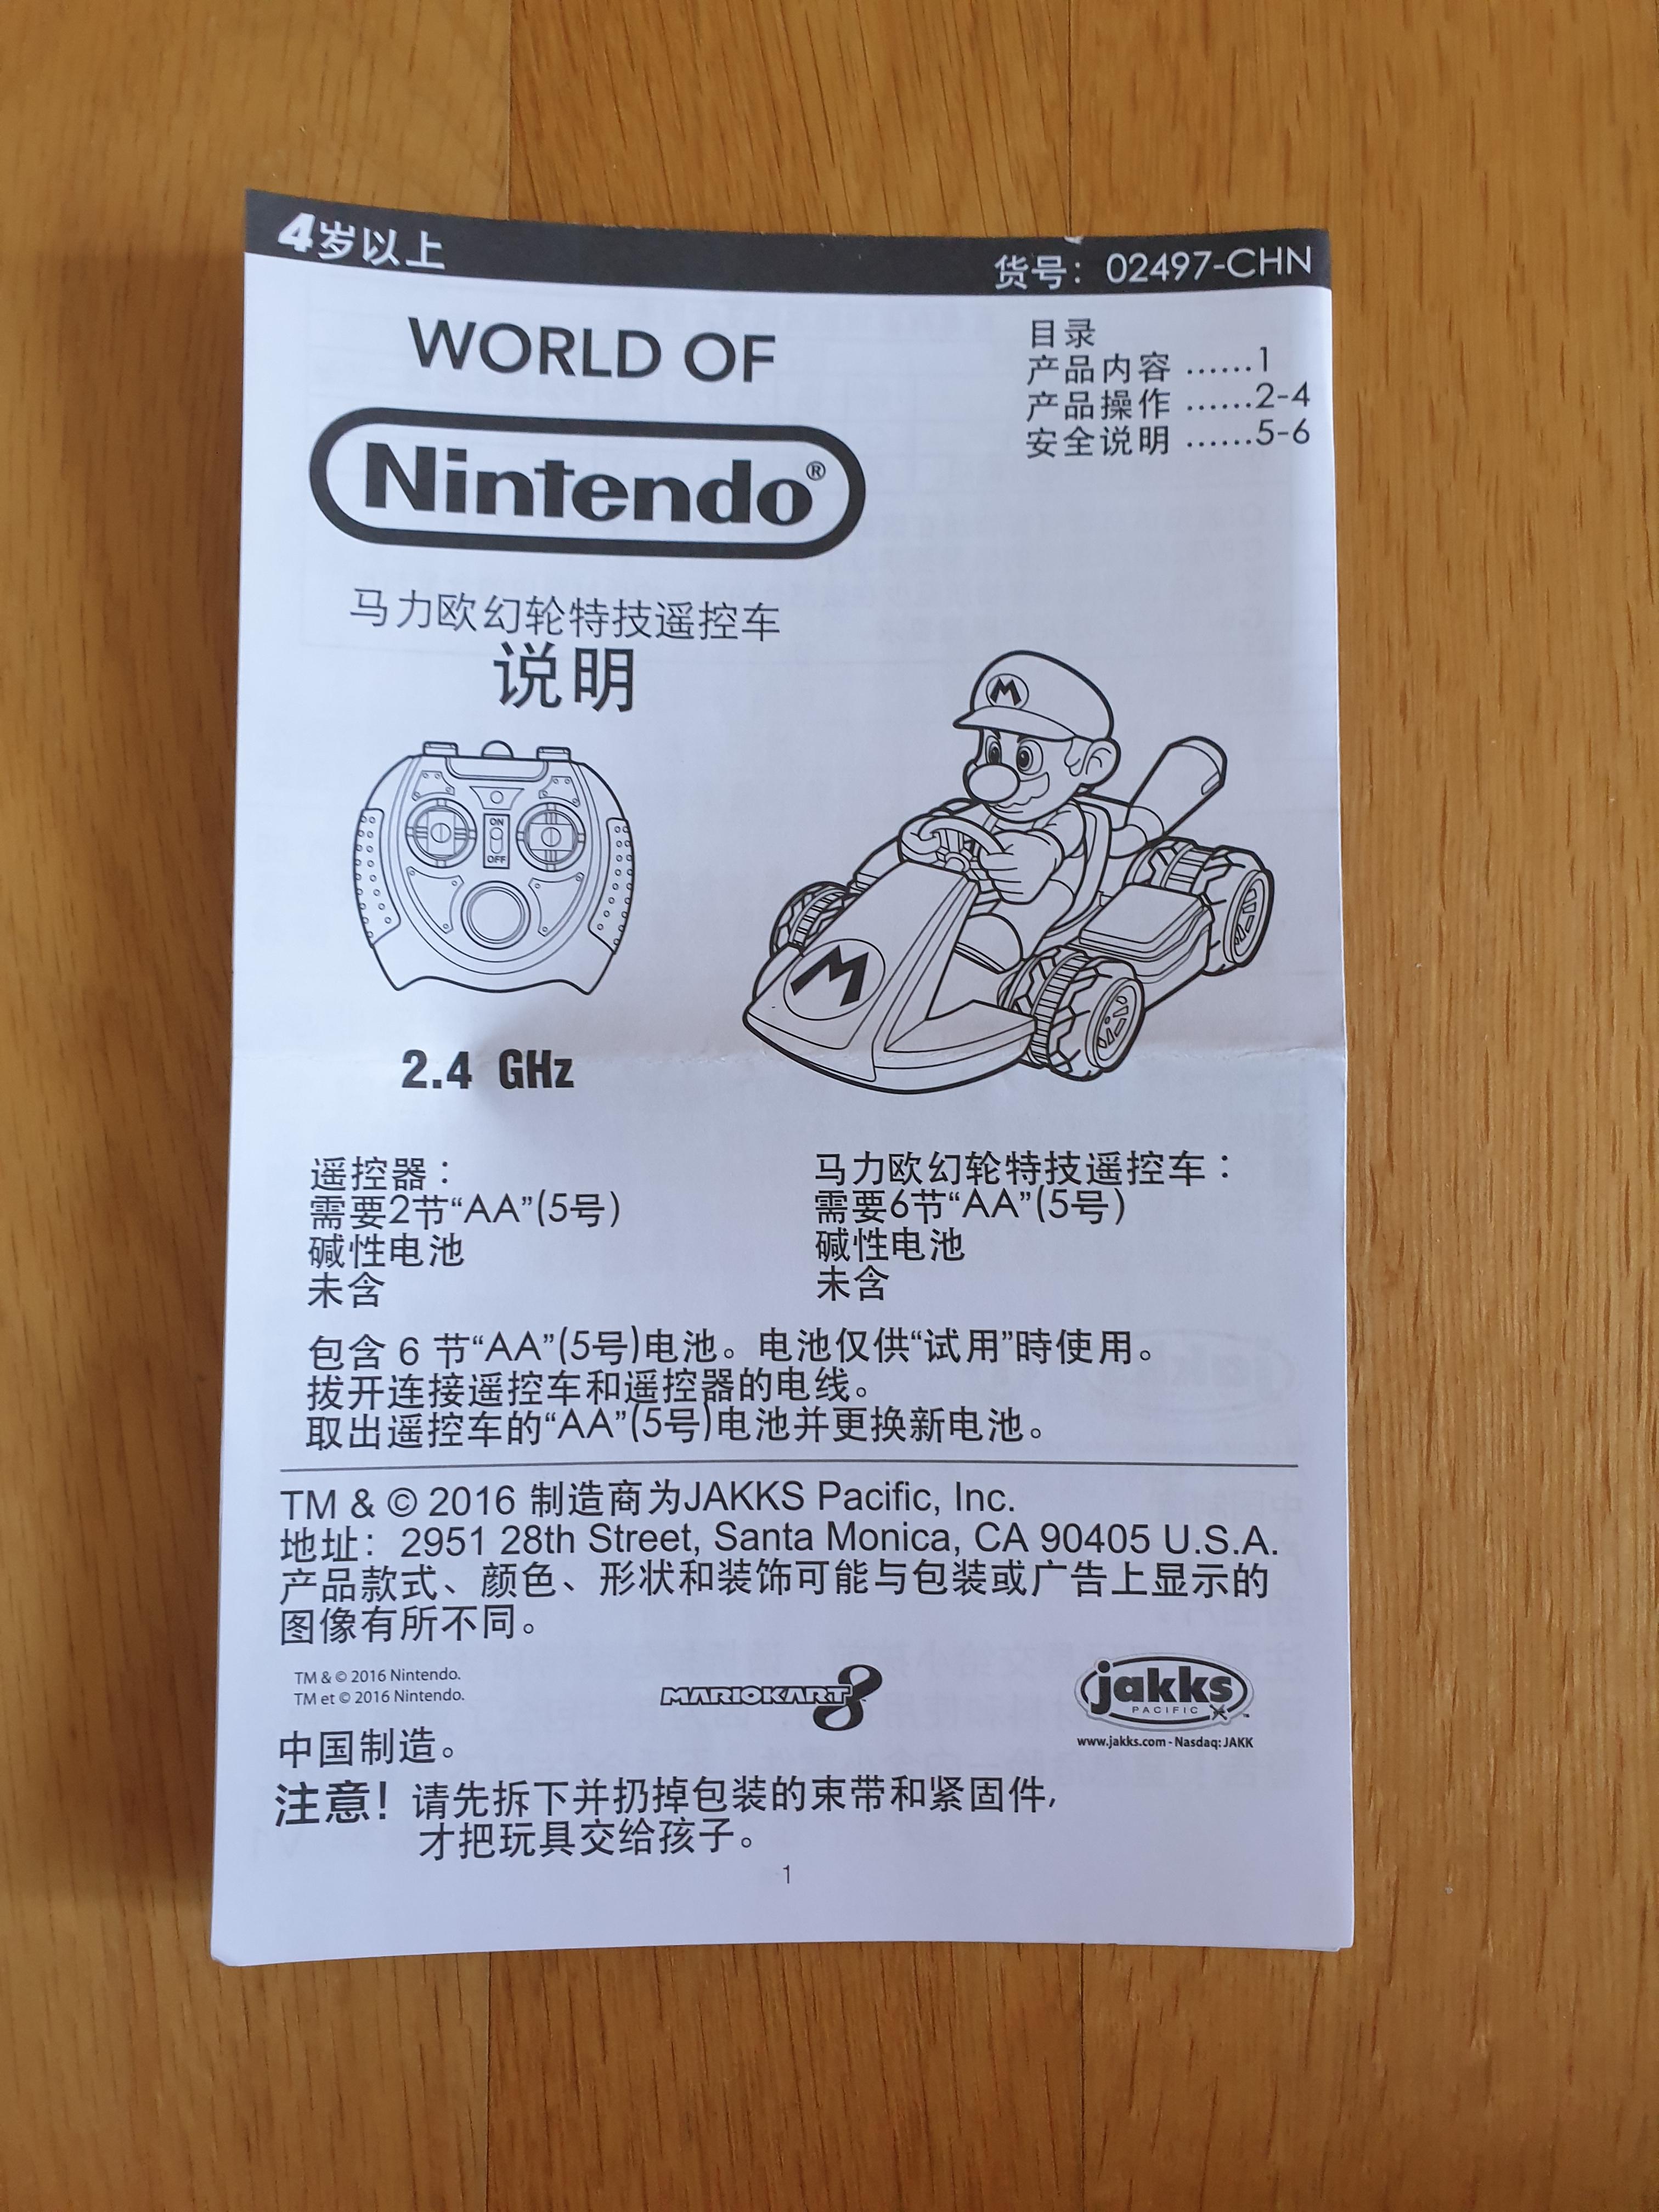 4岁以上
货号：02497-CHN
WORLD OF
Nintendo®
目录
产品内容 ......1
产品操作 ......2-4
安全说明 ......5-6
马力欧幻轮特技遥控车
说明
M
ON
OFF
M
2.4 GHz
遥控器：
需要2节“AA”(5号)
碱性电池
未含
马力欧幻轮特技遥控车：
需要6节“AA”(5号)
碱性电池
未含
包含 6 节“AA”(5号)电池。电池仅供“试用”時使用。
拔开连接遥控车和遥控器的电线。
取出遥控车的“AA”(5号)电池并更换新电池。
TM & © 2016 制造商为JAKKS Pacific, Inc.
地址：2951 28th Street, Santa Monica, CA 90405 U.S.A.
产品款式、颜色、形状和装饰可能与包装或广告上显示的
图像有所不同。
TM & © 2016 Nintendo.
TM et © 2016 Nintendo.
MARIOKART 8™
jakks™
PACIFIC
www.jakks.com - Nasdaq: JAKK
中国制造。
注意! 请先拆下并扔掉包装的束带和紧固件,
才把玩具交给孩子。
1